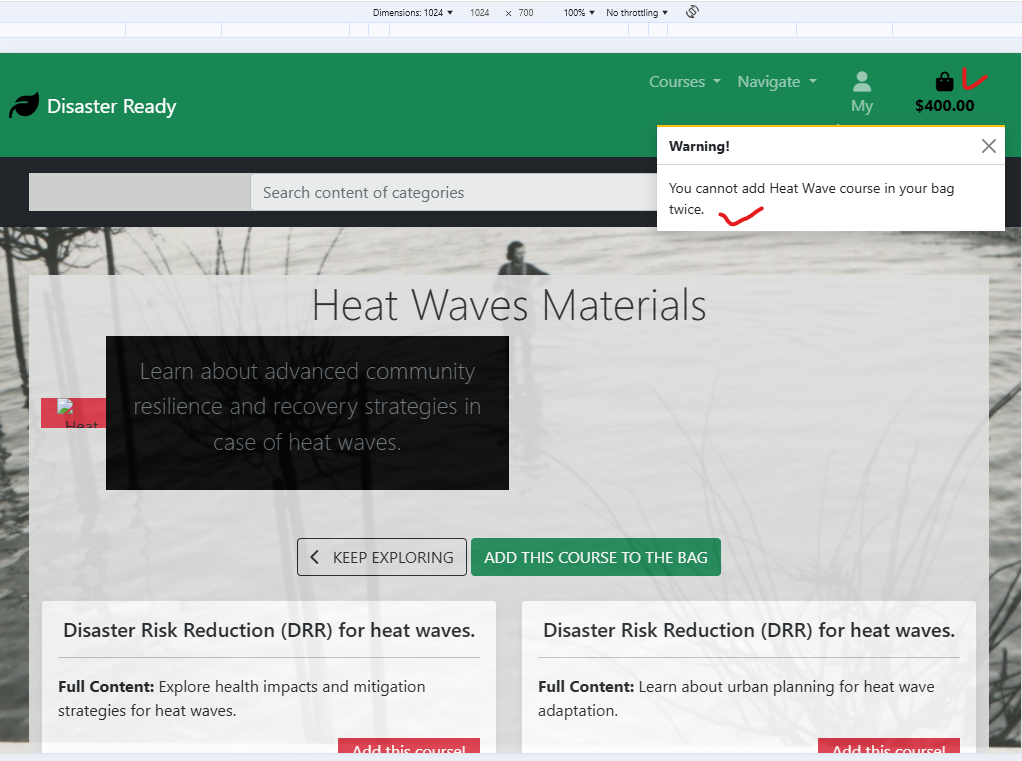 Dimensions: 1024 1024 × 700 100% No throttling
Courses Navigate
My $400.00
Disaster Ready
Warning!
You cannot add Heat Wave course in your bag
twice.
Search content of categories
Heat Waves Materials
Learn about advanced community
resilience and recovery strategies in
case of heat waves.
Heat
KEEP EXPLORING ADD THIS COURSE TO THE BAG
Disaster Risk Reduction (DRR) for heat waves.
Full Content: Explore health impacts and mitigation
strategies for heat waves.
Add this course!
Disaster Risk Reduction (DRR) for heat waves.
Full Content: Learn about urban planning for heat wave
adaptation.
Add this course!